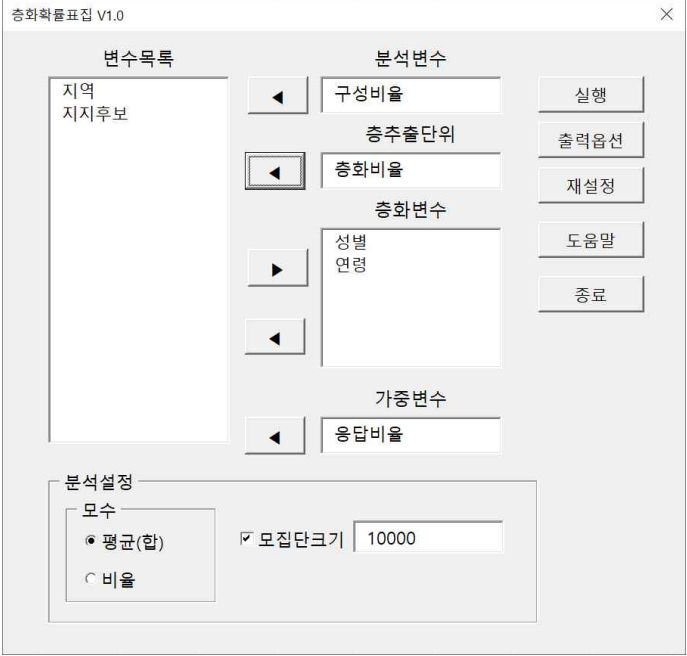 층화확률표집 V1.0
변수목록
지역
지지후보
분석변수
구성비율
층추출단위
층화비율
층화변수
성별
연령
가중변수
응답비율
실행
출력옵션
재설정
도움말
종료
분석설정
모수
평균(합)
비율
모집단크기
10000